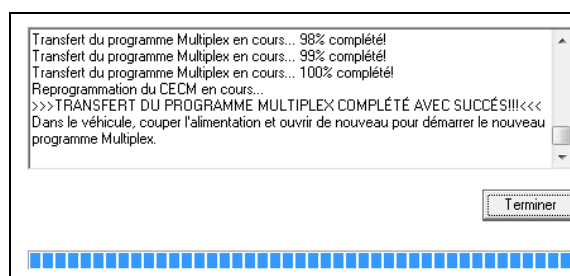 Transfert du programme Multiplex en cours... 98% complété!
Transfert du programme Multiplex en cours... 99% complété!
Transfert du programme Multiplex en cours... 100% complété!
Reprogrammation du CECM en cours...
>>>TRANSFERT DU PROGRAMME MULTIPLEX COMPLÉTÉ AVEC SUCCÉS!!!<<<
Dans le véhicule, couper l'alimentation et ouvrir de nouveau pour démarrer le nouveau
programme Multiplex.
Terminer